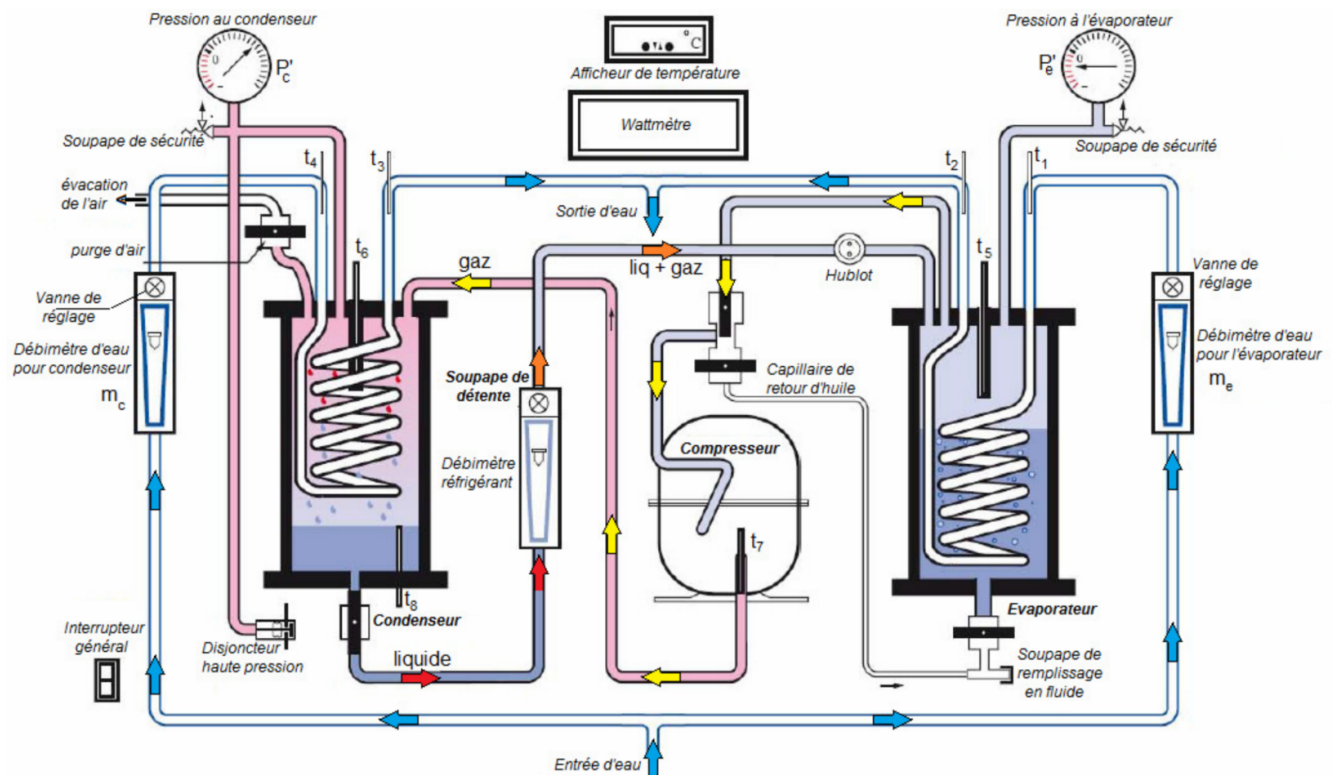 Pression au condenseur
0
-
P'c
Soupape de sécurité
°C
Afficheur de température
Wattmètre
Pression à l'évaporateur
0
-
P'e
Soupape de sécurité
t4
t3
t2
t1
évacation
de l'air
purge d'air
Sortie d'eau
t6
gaz
liq + gaz
Hublot
t5
Vanne de
réglage
Débimètre d'eau
pour condenseur
mc
Vanne de
réglage
Débimètre d'eau
pour l'évaporateur
me
Soupape de
détente
Débimètre
réfrigérant
Capillaire de
retour d'huile
Compresseur
t7
t8
Condenseur
Evaporateur
Interrupteur
général
Disjoncteur
haute pression
liquide
Soupape de
remplissage
en fluide
Entrée d'eau